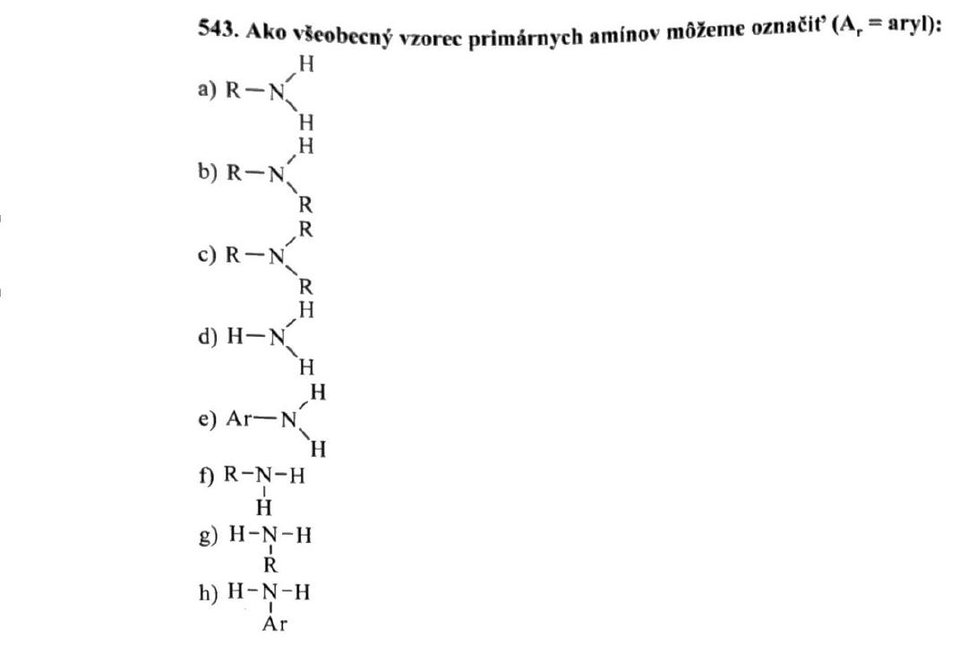 543. Ako všeobecný vzorec primárnych amínov môžeme označiť (Ar = aryl):
H
a) R－N
H
H
b) R－N
R
R
c) R－N
R
H
d) H－N
H
H
e) Ar－N
H
f) R－N－H
H
g) H－N－H
R
h) H－N－H
Ar